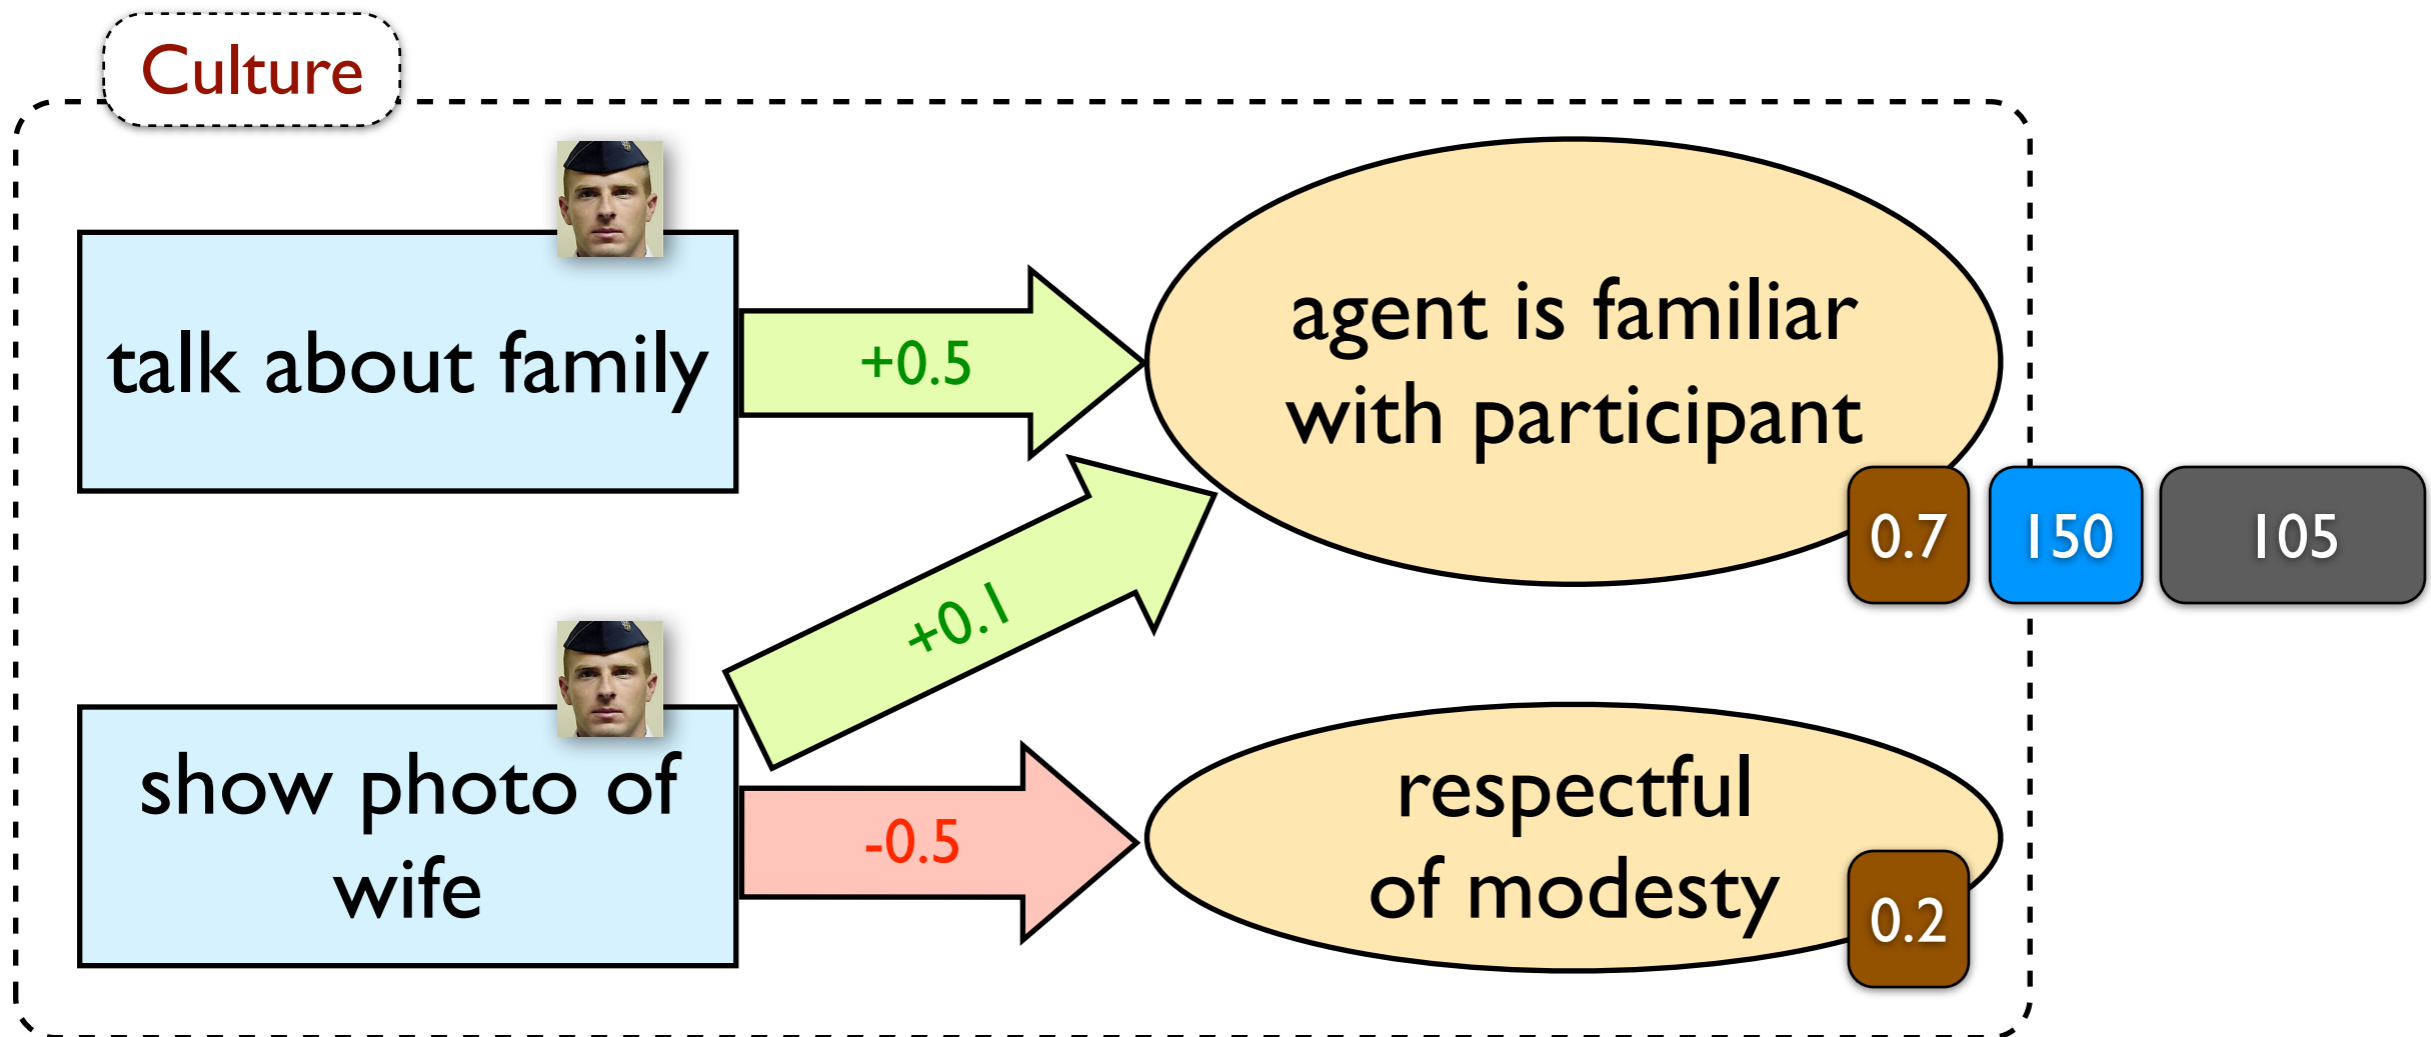 Culture
talk about family
+0.5
agent is familiar
with participant
0.7
150
105
+0.1
show photo of
wife
-0.5
respectful
of modesty
0.2